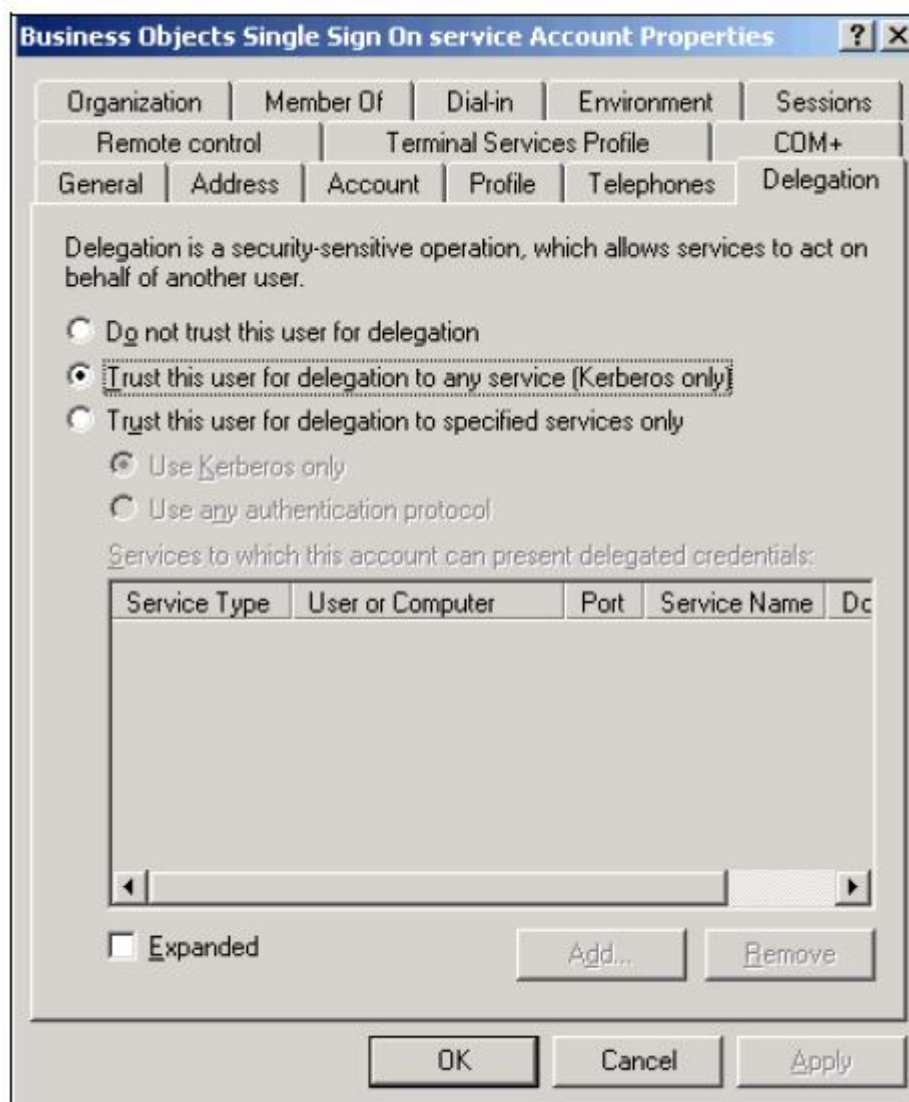 Business Objects Single Sign On service Account Properties
Organization Member Of Dial-in Environment Sessions
Remote control Terminal Services Profile COM+
General Address Account Profile Telephones Delegation
Delegation is a security-sensitive operation, which allows services to act on
behalf of another user.
Do not trust this user for delegation
Trust this user for delegation to any service (Kerberos only)
Trust this user for delegation to specified services only
Use Kerberos only
Use any authentication protocol
Services to which this account can present delegated credentials:
Service Type User or Computer Port Service Name Do
Expanded Add... Remove
OK Cancel Apply